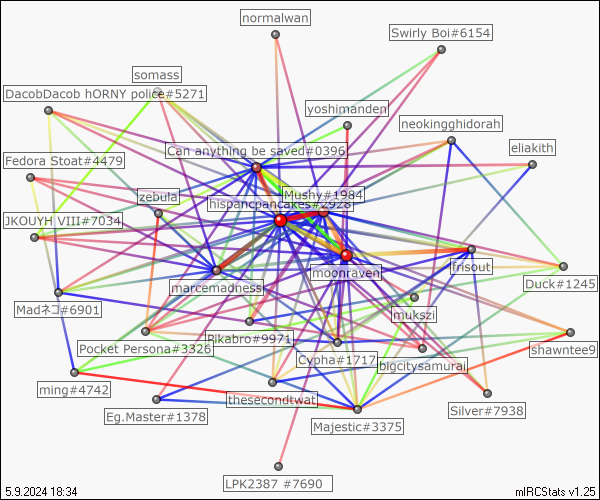 normalwan
Swirly Boi#6154
somass
DacobDacob hORNY police#5271
yoshimanden
neokingghidorah
Can anything be saved#0396
eliakith
Fedora Stoat#4479
zebula
Mushy#1984
hispancpancakes#2928
JKOUYH VIII#7034
moonraven
frisout
marcemadnessi
Duck#1245
Madネコ#6901
mukszi
Rikabro#9971
Pocket Persona#3326
Cypha#1717
shawntee9
bigcitysamurai
ming#4742
thesecondtwat
Silver#7938
Eg.Master#1378
Majestic#3375
LPK2387 #7690
5.9.2024 18:34
mIRCStats v1.25